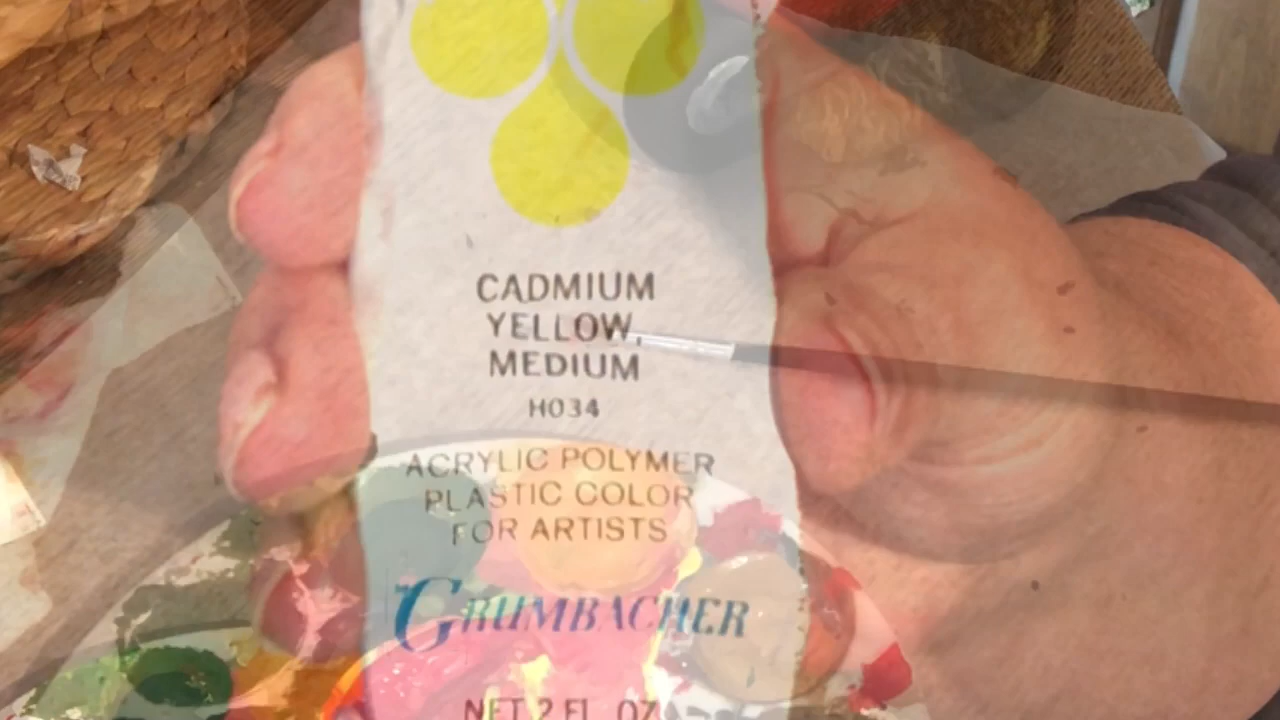 CADMIUM
YELLOW,
MEDIUM
H034
ACRYLIC POLYMER
PLASTIC COLOR
FOR ARTISTS
GRUMBACHER
NET 2 FL. OZ.